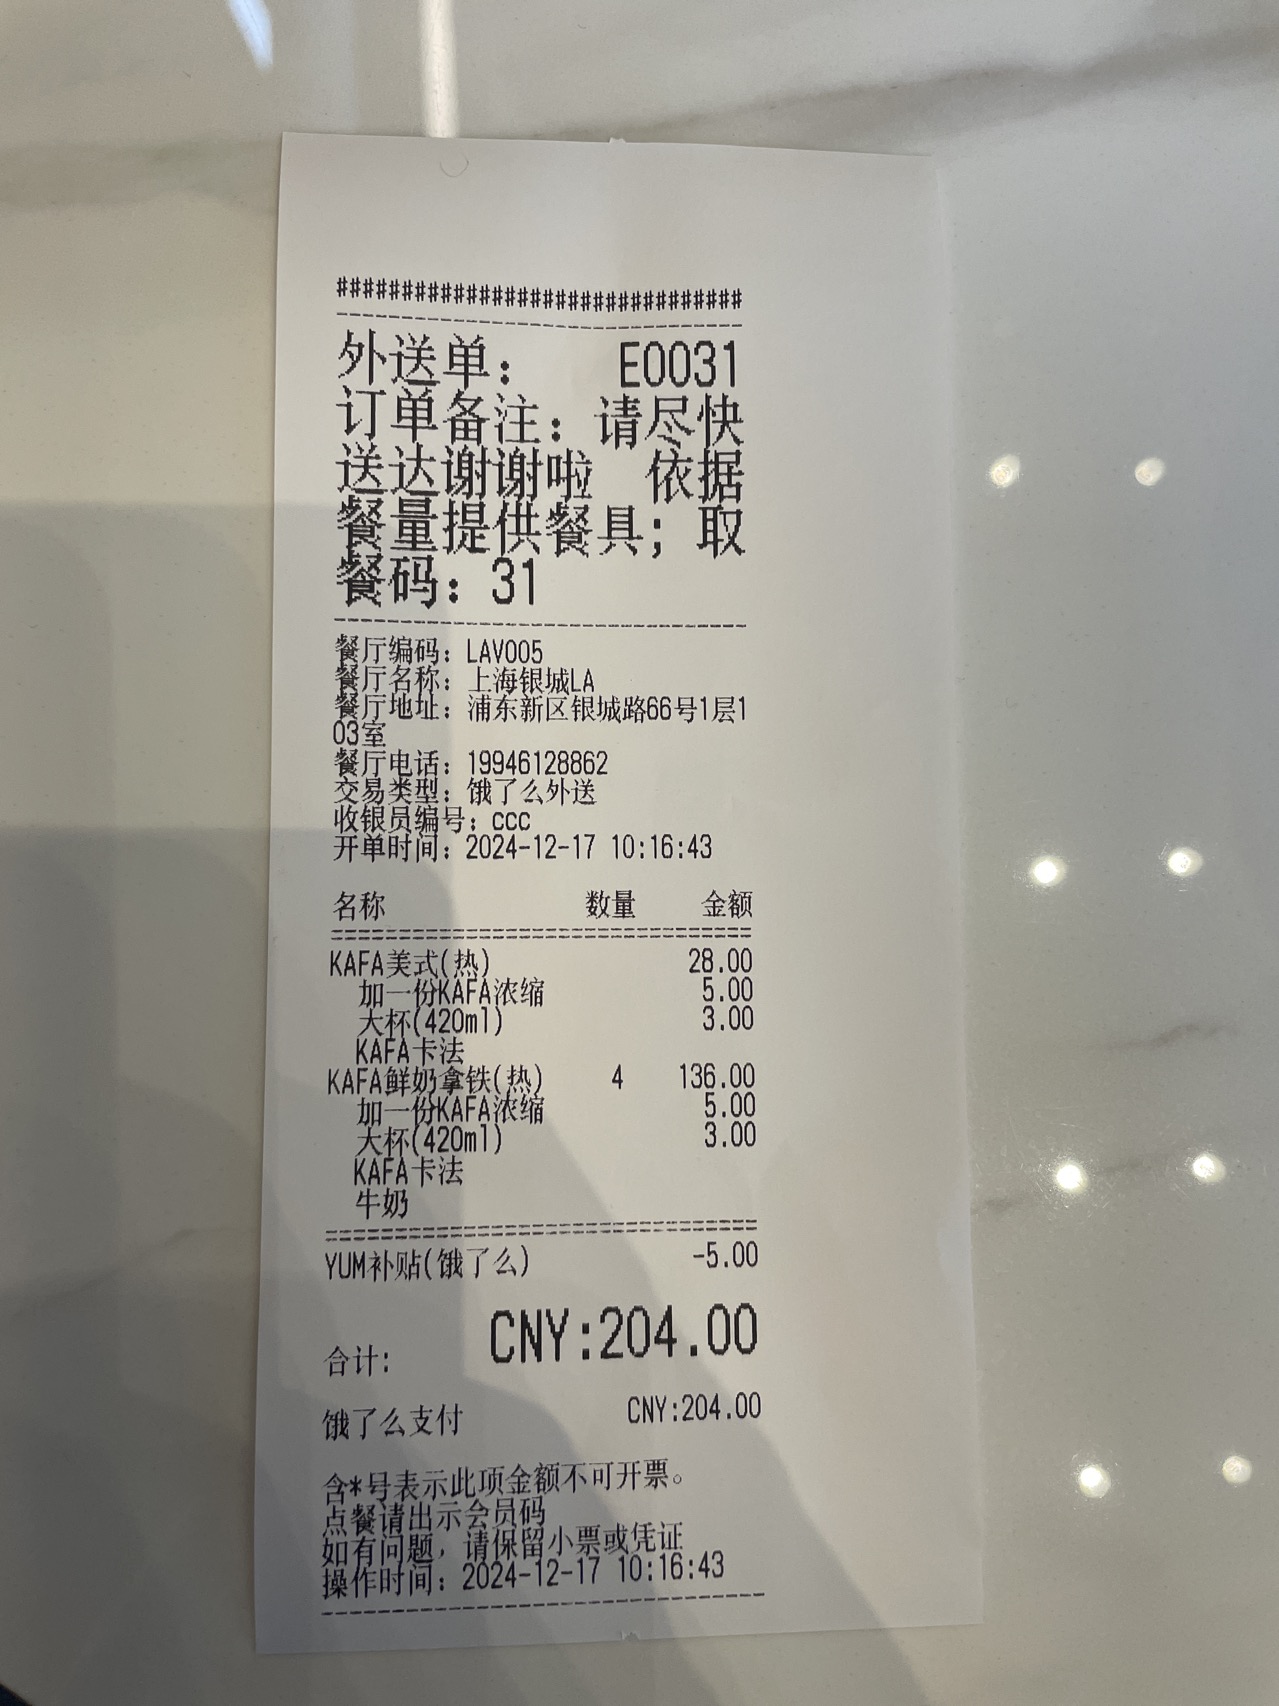 ###############################
外送单： E0031
订单备注：请尽快
送达谢谢啦 依据
餐量提供餐具；取
餐码：31
餐厅编码：LAV005
餐厅名称：上海银城LA
餐厅地址：浦东新区银城路66号1层1
03室
餐厅电话：19946128862
交易类型：饿了么外送
收银员编号：ccc
开单时间：2024-12-17 10:16:43
名称 数量 金额
KAFA美式(热) 28.00
加一份KAFA浓缩 5.00
大杯(420ml) 3.00
KAFA卡法
KAFA鲜奶拿铁(热) 4 136.00
加一份KAFA浓缩 5.00
大杯(420ml) 3.00
KAFA卡法
牛奶
YUM补贴(饿了么) -5.00
合计: CNY:204.00
饿了么支付 CNY:204.00
含*号表示此项金额不可开票。
点餐请出示会员码
如有问题，请保留小票或凭证
操作时间：2024-12-17 10:16:43